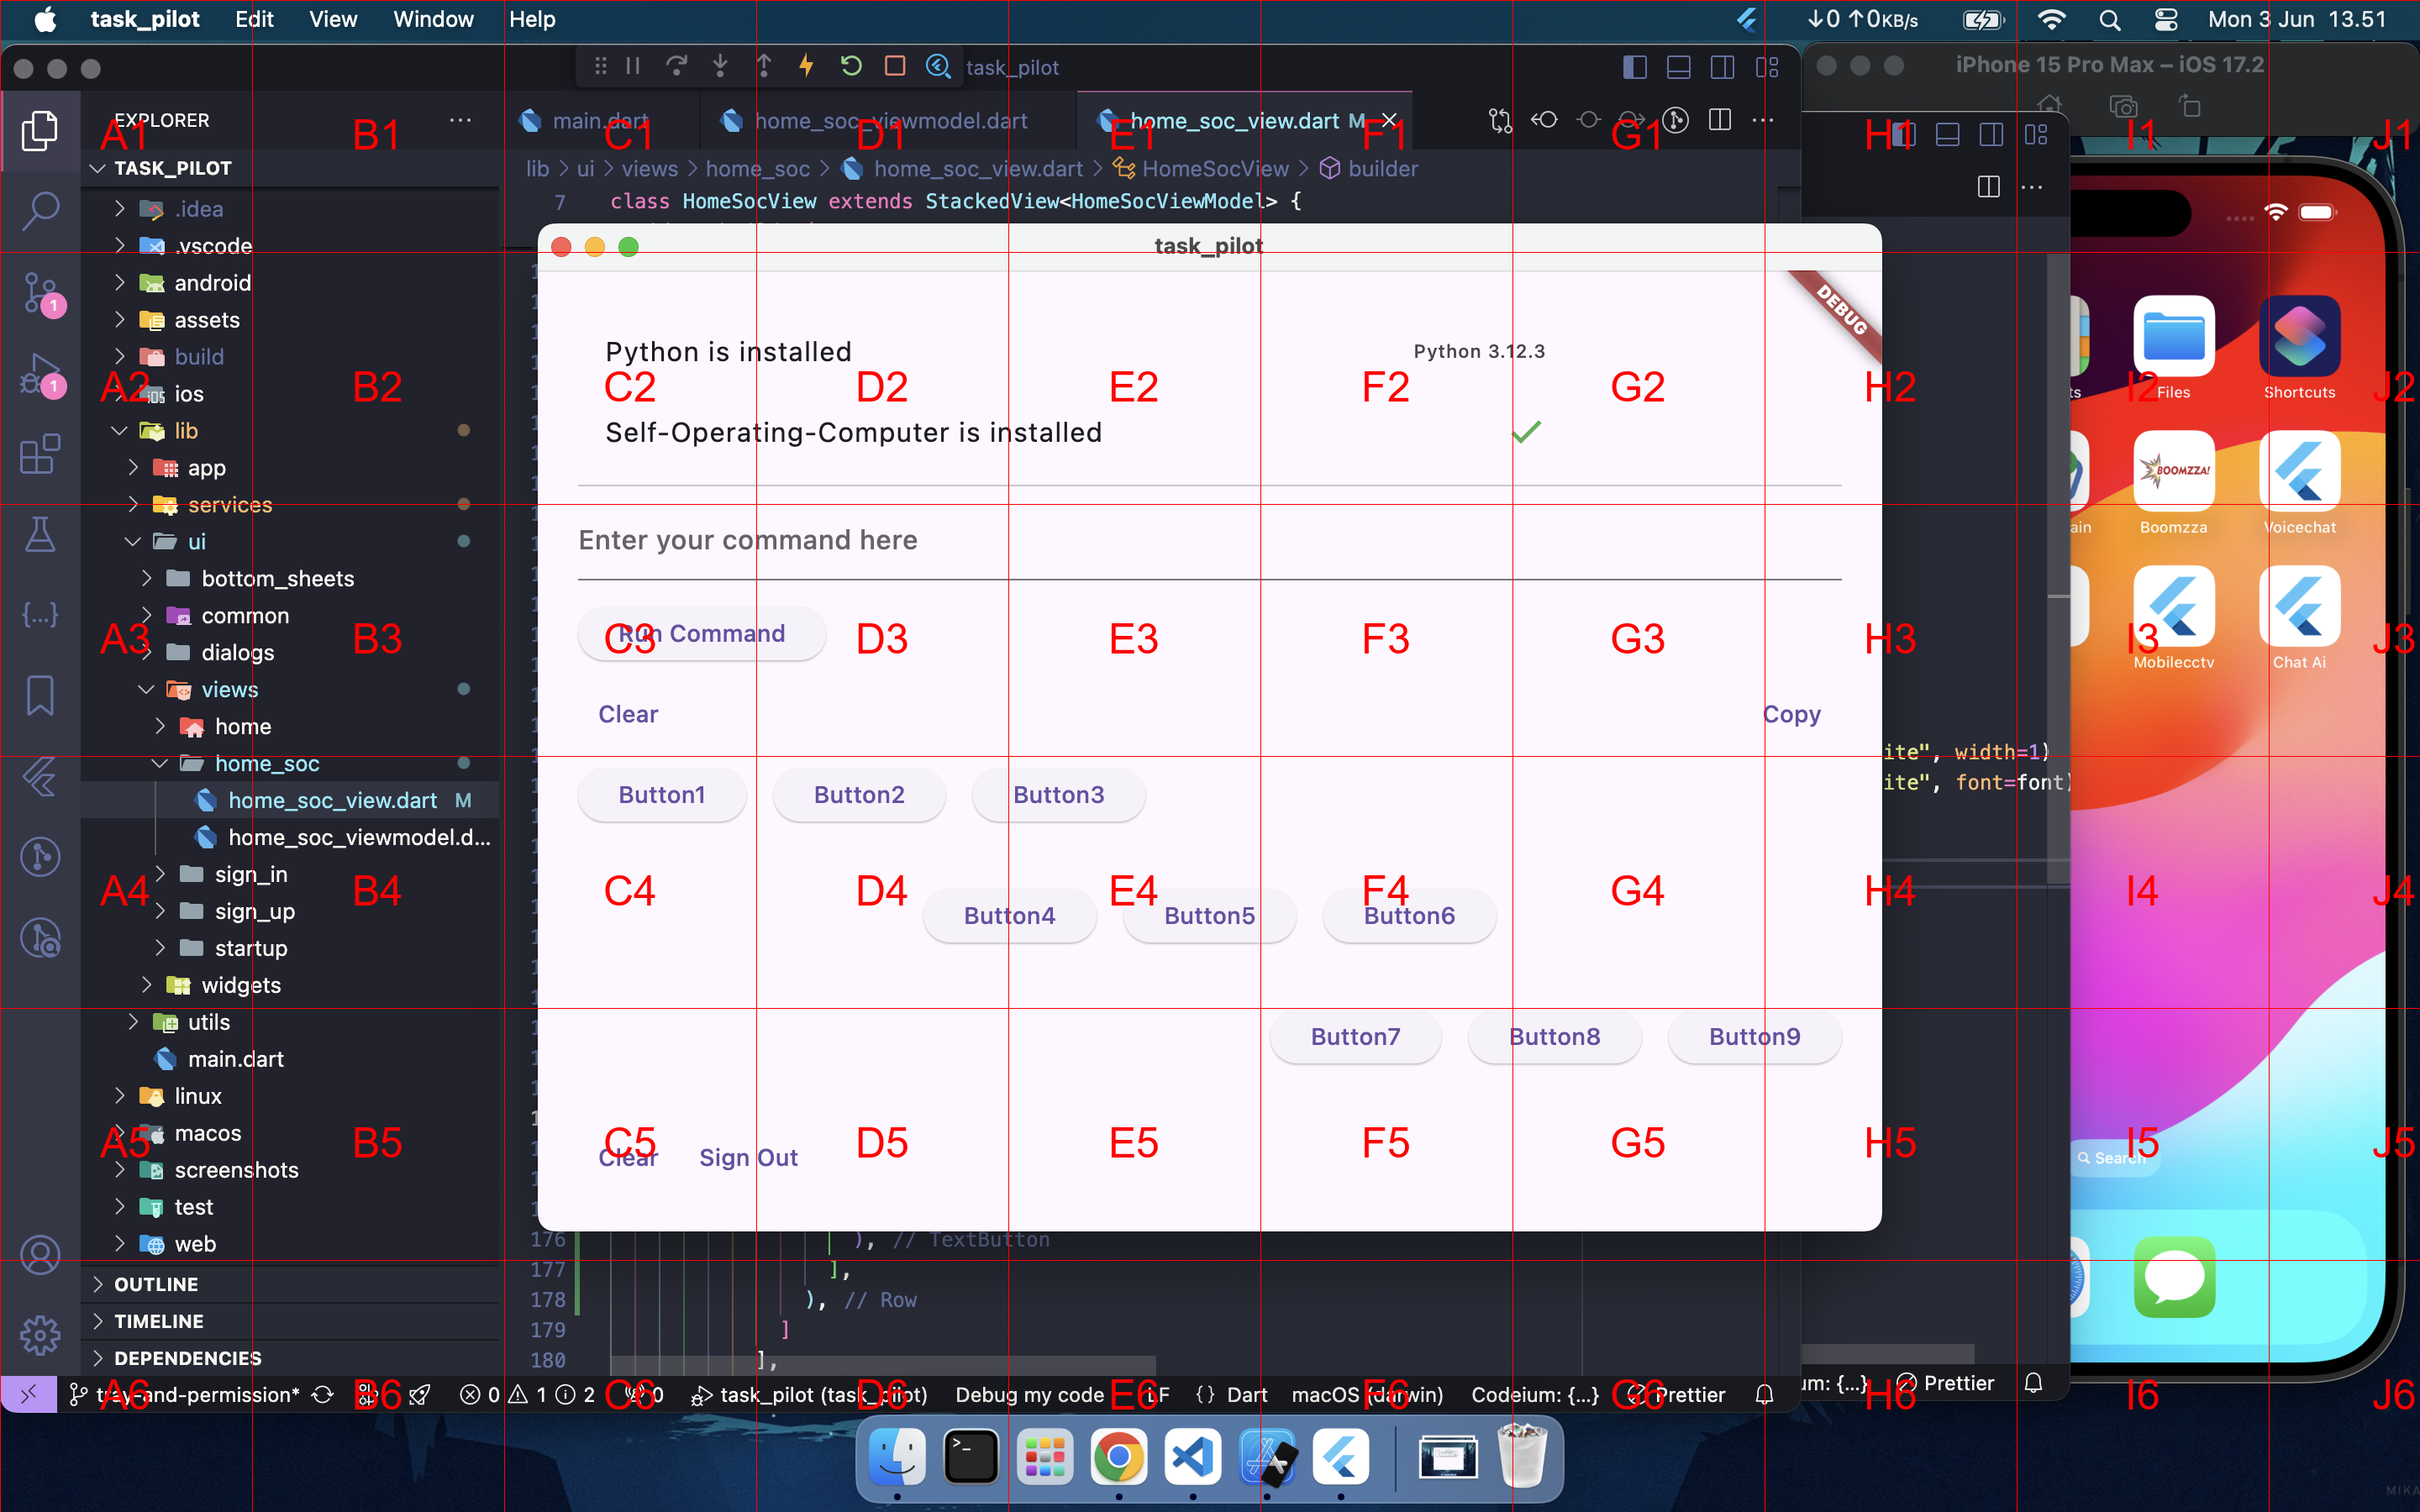 task_pilot Edit View Window Help ↓0 ↑0KB/s Mon 3 Jun 13.51
task_pilot
iPhone 15 Pro Max – iOS 17.2
EXPLORER
main.dart
home_soc_viewmodel.dart
home_soc_view.dart M
A1 B1 C1 D1 E1 F1 G1 H1 I1 J1
TASK_PILOT
lib > ui > views > home_soc > home_soc_view.dart > HomeSocView > builder
7 class HomeSocView extends StackedView<HomeSocViewModel> {
.idea
.vscode
android
assets
build
ios
lib
app
services
ui
bottom_sheets
common
dialogs
views
home
home_soc
home_soc_view.dart M
home_soc_viewmodel.d...
sign_in
sign_up
startup
widgets
utils
main.dart
linux
macos
screenshots
test
web
OUTLINE
TIMELINE
DEPENDENCIES
1
1
task_pilot
DEBUG
Python is installed Python 3.12.3
A2 B2 C2 D2 E2 F2 G2 H2 I2 J2
Self-Operating-Computer is installed
Enter your command here
Run Command
A3 B3 C3 D3 E3 F3 G3 H3 I3 J3
Clear Copy
Button1 Button2 Button3
A4 B4 C4 D4 E4 F4 G4 H4 I4 J4
Button4 Button5 Button6
Button7 Button8 Button9
A5 B5 C5 D5 E5 F5 G5 H5 I5 J5
Clear Sign Out
176 ), // TextButton
177 ],
178 ), // Row
179 ]
180 ],
ite", width=1)
ite", font=font)
ts Files Shortcuts
ain Boomzza Voicechat
BOOMZZA!
Mobilecctv Chat Ai
Search
A6 B6 C6 D6 E6 F6 G6 H6 I6 J6
tray-and-permission* 0 1 2 0 task_pilot (task_pilot) Debug my code LF {} Dart macOS (darwin) Codeium: {...} Prettier
um: {...} Prettier
MIKA